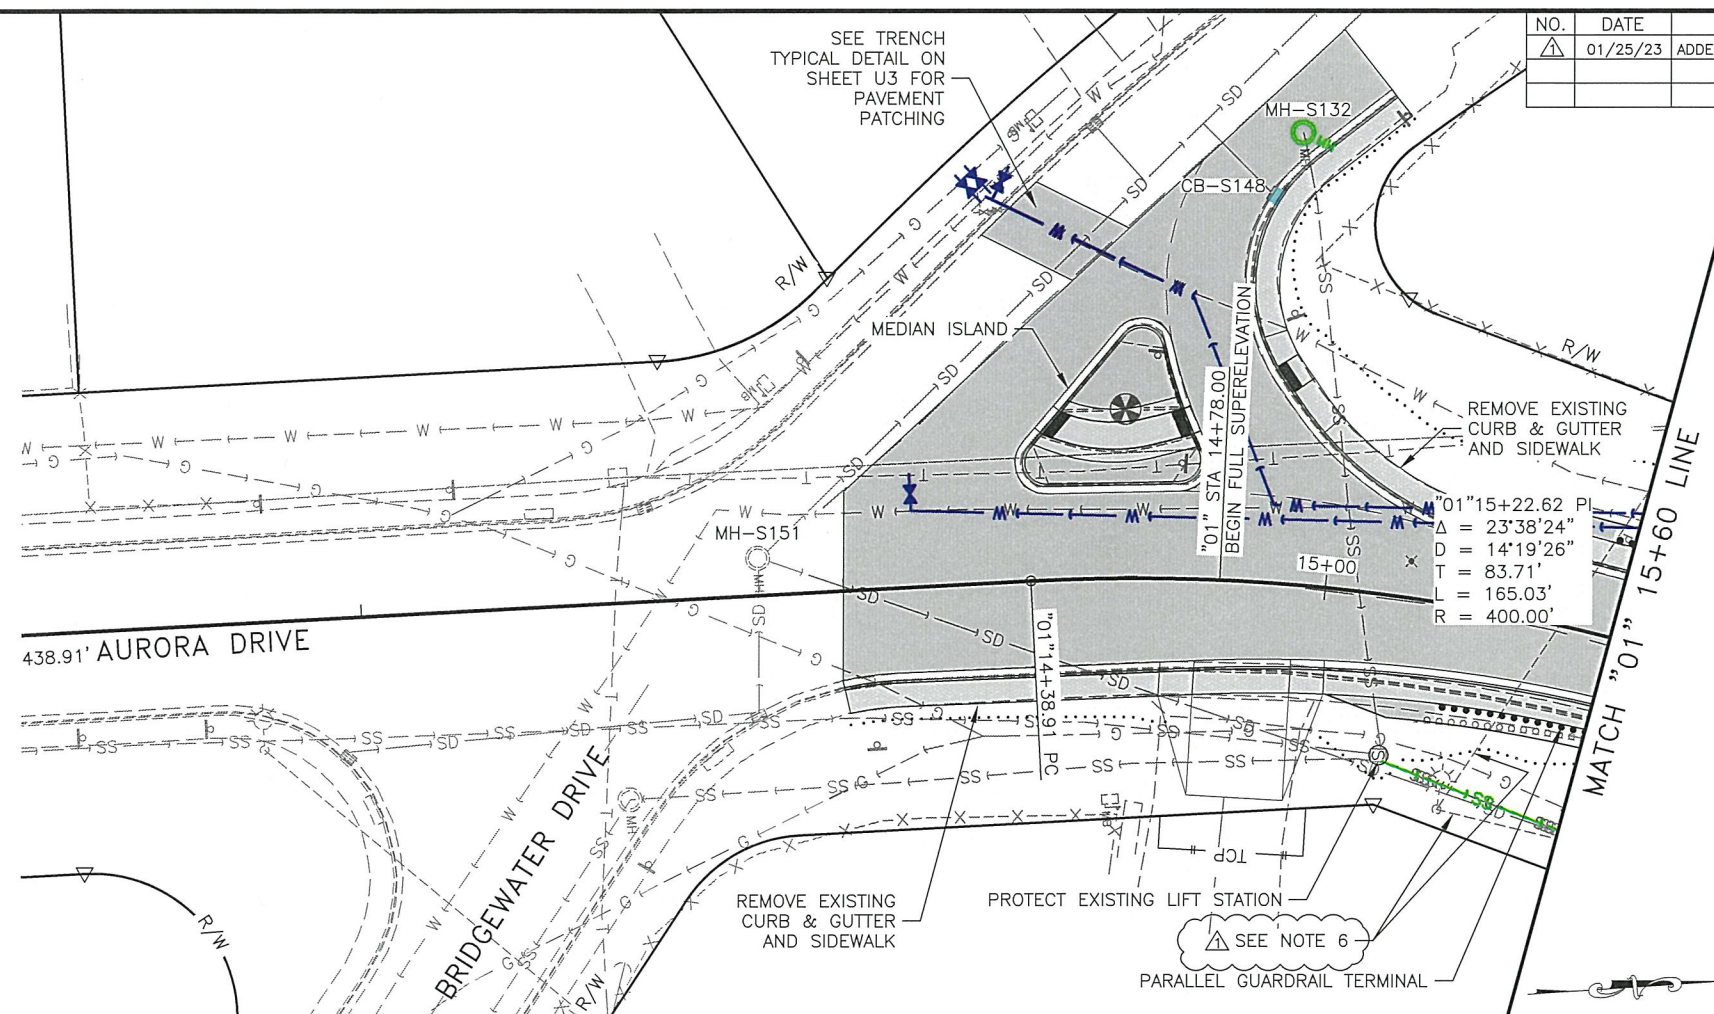 NO. DATE
1 01/25/23 ADDE
SEE TRENCH
TYPICAL DETAIL ON
SHEET U3 FOR
PAVEMENT
PATCHING
MH-S132
CB-S148
R/W
R/W
MEDIAN ISLAND
"01" STA 14+78.00
BEGIN FULL SUPERELEVATION
REMOVE EXISTING
CURB & GUTTER
AND SIDEWALK
"01"15+22.62 PI
Δ = 23°38'24"
D = 14°19'26"
T = 83.71'
L = 165.03'
R = 400.00'
15+00
MH-S151
MATCH "01" 15+60 LINE
438.91' AURORA DRIVE
"01"14+38.91 PC
BRIDGEWATER DRIVE
R/W
R/W
TCP
REMOVE EXISTING
CURB & GUTTER
AND SIDEWALK
PROTECT EXISTING LIFT STATION
1 SEE NOTE 6
PARALLEL GUARDRAIL TERMINAL